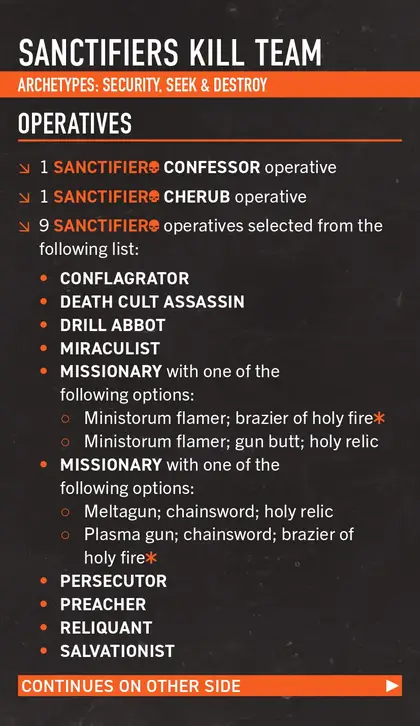 SANCTIFIERS KILL TEAM
ARCHETYPES: SECURITY, SEEK & DESTROY
OPERATIVES
↘ 1 SANCTIFIER💀 CONFESSOR operative
↘ 1 SANCTIFIER💀 CHERUB operative
↘ 9 SANCTIFIER💀 operatives selected from the
following list:
• CONFLAGRATOR
• DEATH CULT ASSASSIN
• DRILL ABBOT
• MIRACULIST
• MISSIONARY with one of the
following options:
○ Ministorum flamer; brazier of holy fire*
○ Ministorum flamer; gun butt; holy relic
• MISSIONARY with one of the
following options:
○ Meltagun; chainsword; holy relic
○ Plasma gun; chainsword; brazier of
holy fire*
• PERSECUTOR
• PREACHER
• RELIQUANT
• SALVATIONIST
CONTINUES ON OTHER SIDE ▶